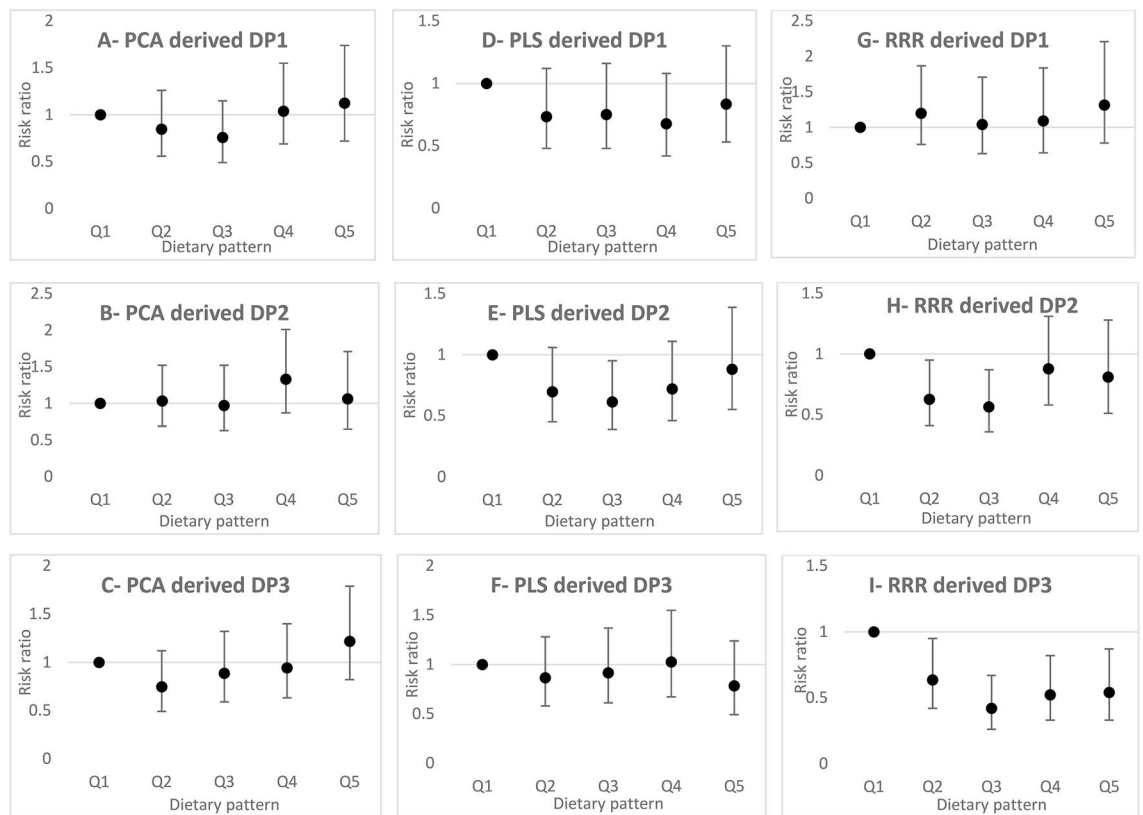 A- PCA derived DP1
Risk ratio
2
1.5
1
0.5
0
Q1 Q2 Q3 Q4 Q5
Dietary pattern
D- PLS derived DP1
Risk ratio
1.5
1
0.5
0
Q1 Q2 Q3 Q4 Q5
Dietary pattern
G- RRR derived DP1
Risk ratio
2.5
2
1.5
1
0.5
0
Q1 Q2 Q3 Q4 Q5
Dietary pattern
B- PCA derived DP2
Risk ratio
2.5
2
1.5
1
0.5
0
Q1 Q2 Q3 Q4 Q5
Dietary pattern
E- PLS derived DP2
Risk ratio
1.5
1
0.5
0
Q1 Q2 Q3 Q4 Q5
Dietary pattern
H- RRR derived DP2
Risk ratio
1.5
1
0.5
0
Q1 Q2 Q3 Q4 Q5
Dietary pattern
C- PCA derived DP3
Risk ratio
2
1.5
1
0.5
0
Q1 Q2 Q3 Q4 Q5
Dietary pattern
F- PLS derived DP3
Risk ratio
2
1.5
1
0.5
0
Q1 Q2 Q3 Q4 Q5
Dietary pattern
I- RRR derived DP3
Risk ratio
1.5
1
0.5
0
Q1 Q2 Q3 Q4 Q5
Dietary pattern